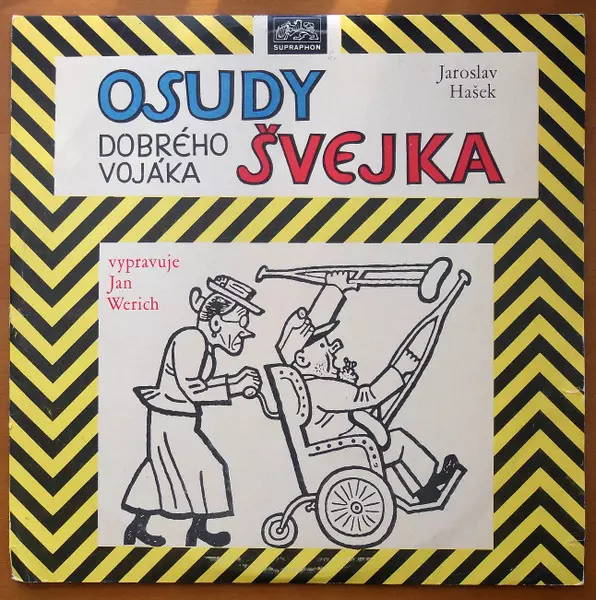 SUPRAPHON
OSUDY
DOBRÉHO
VOJÁKA
ŠVEJKA
Jaroslav
Hašek
vypravuje
Jan
Werich